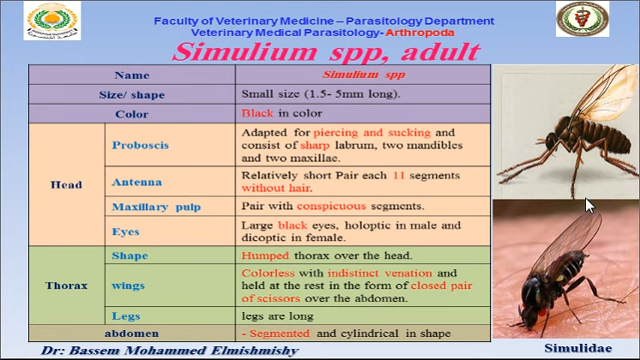 Faculty of Veterinary Medicine – Parasitology Department
Veterinary Medical Parasitology- Arthropoda
Simulium spp, adult
Name
Simulium spp
Size/ shape
Small size (1.5- 5mm long).
Color
Black in color
Head
Proboscis
Adapted for piercing and sucking and
consist of sharp labrum, two mandibles
and two maxillae.
Antenna
Relatively short Pair each 11 segments
without hair.
Maxillary pulp
Pair with conspicuous segments.
Eyes
Large black eyes, holoptic in male and
dicoptic in female.
Thorax
Shape
Humped thorax over the head.
wings
Colorless with indistinct venation and
held at the rest in the form of closed pair
of scissors over the abdomen.
Legs
legs are long
abdomen
- Segmented and cylindrical in shape
Dr: Bassem Mohammed Elmishmishy
Simulidae